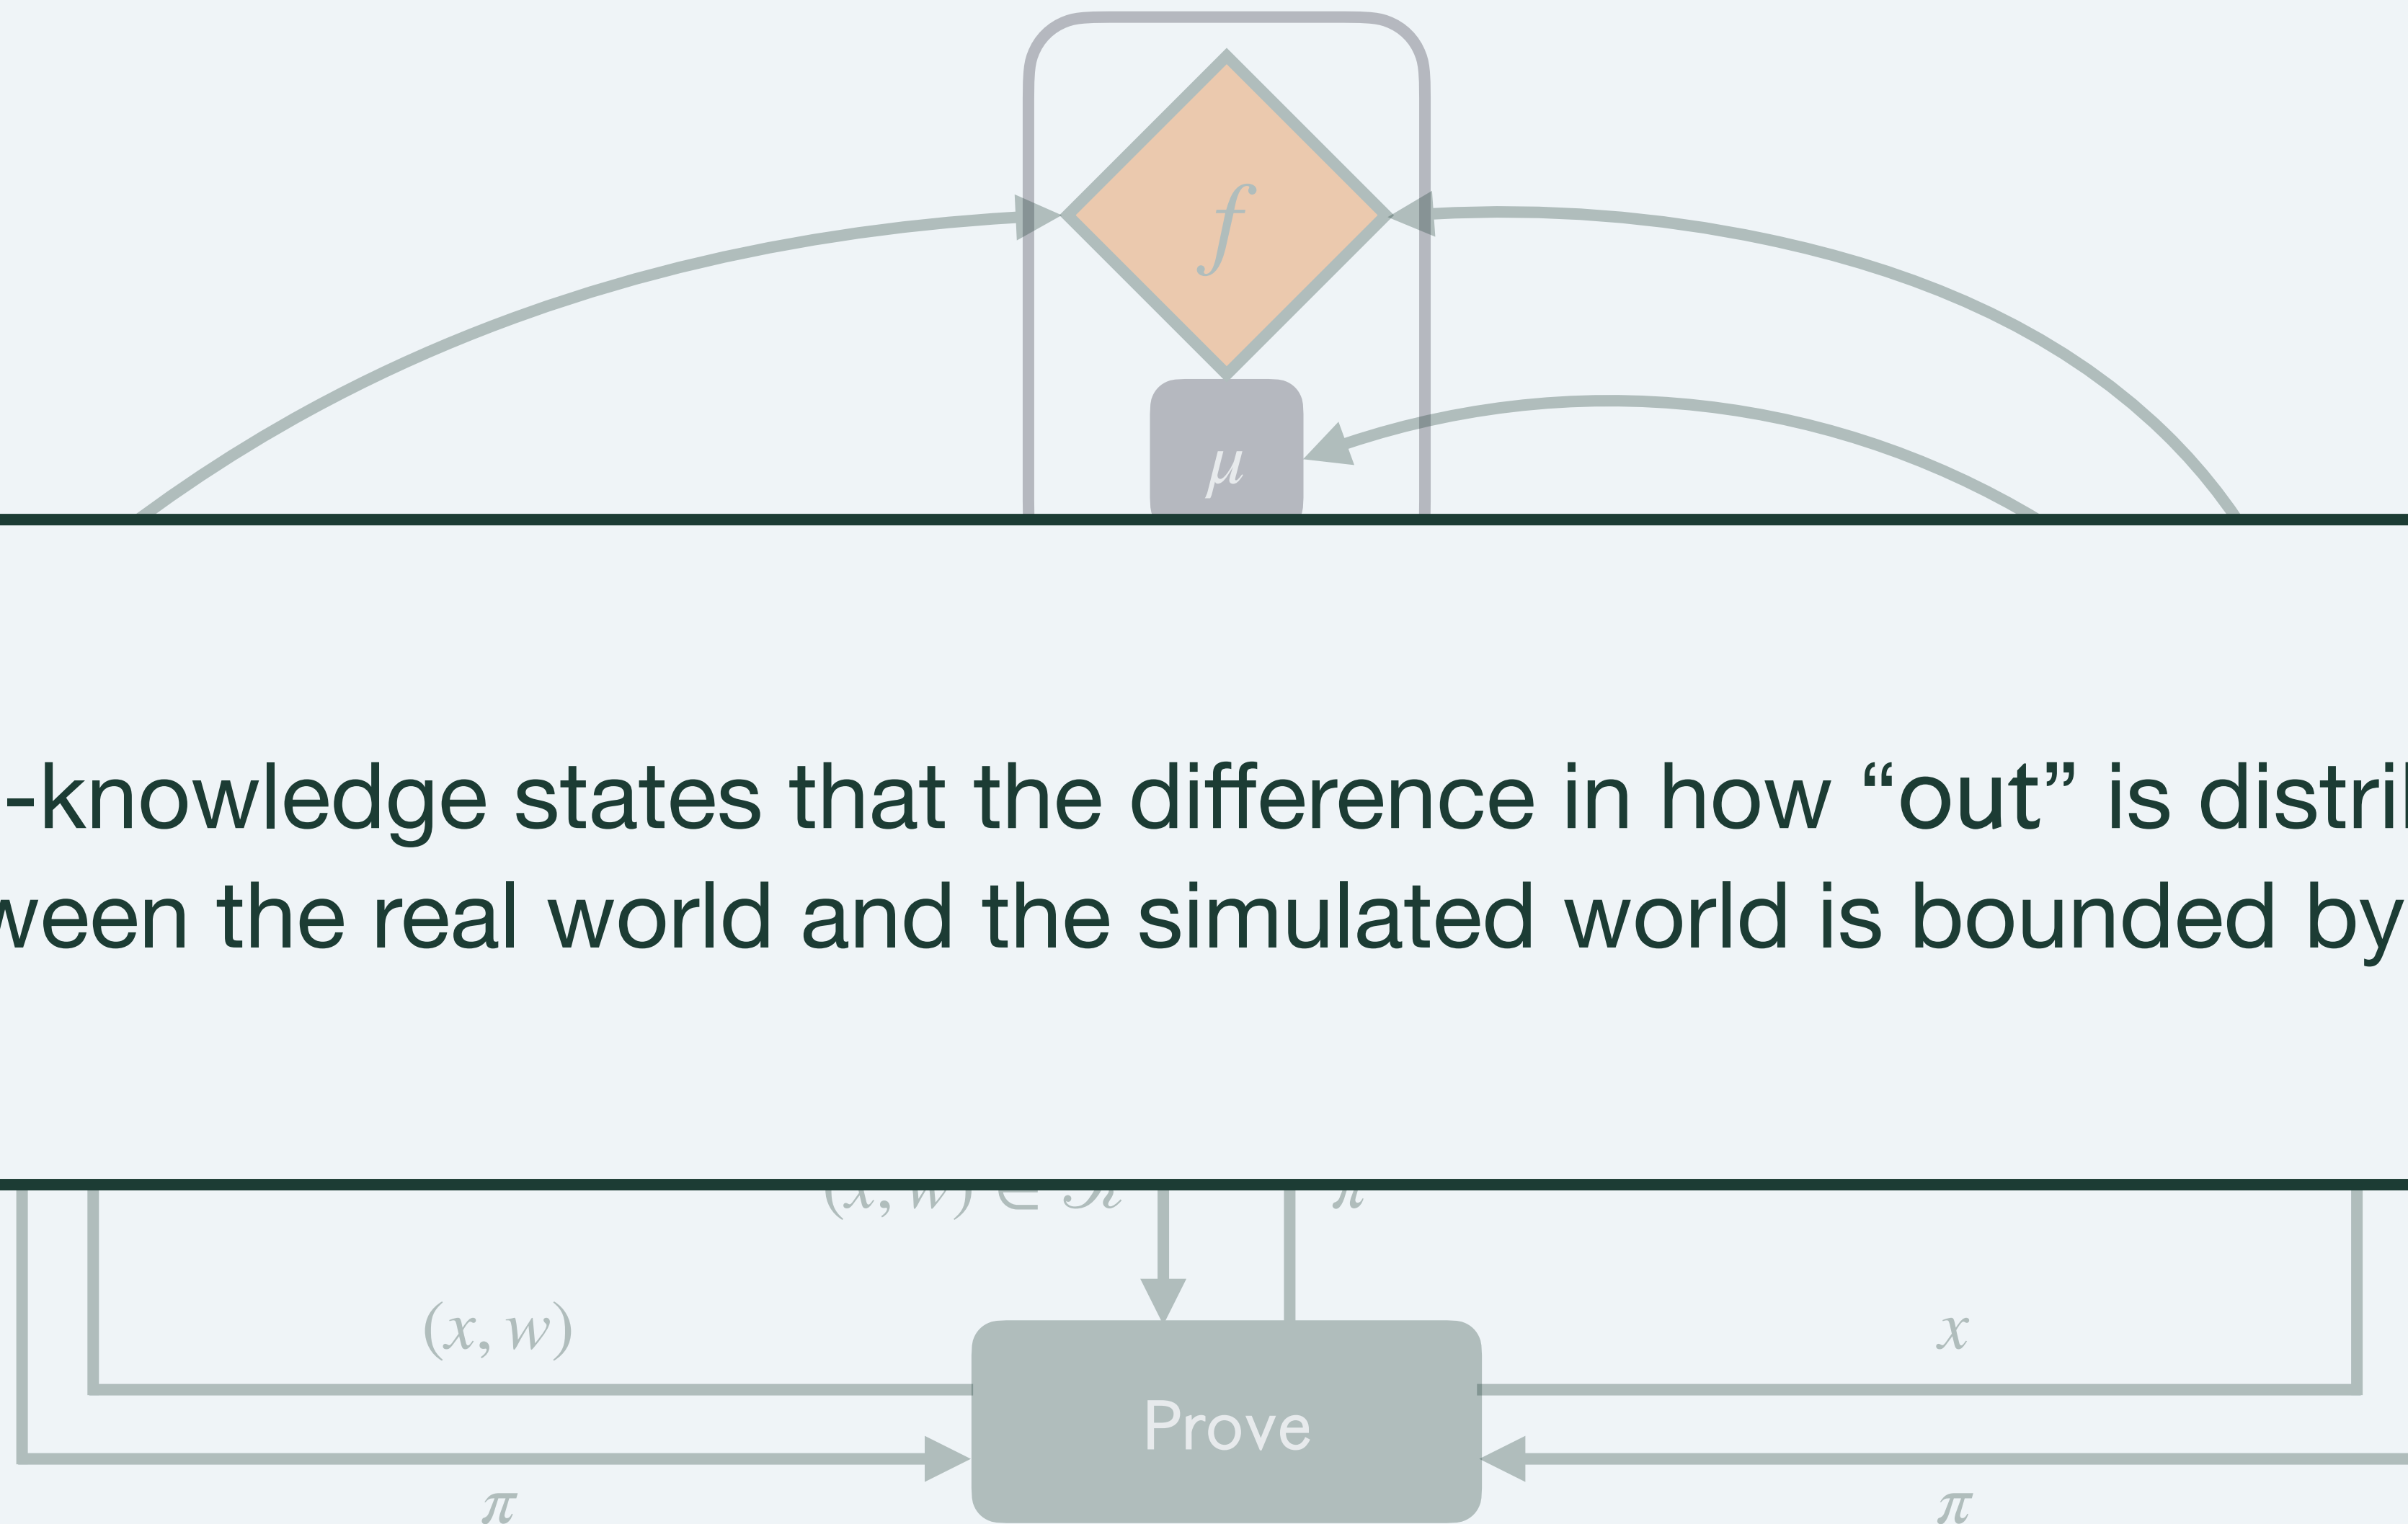 f
μ
-knowledge states that the difference in how “out” is distri
ween the real world and the simulated world is bounded by
(x, w) ∈ ℛ π
(x, w) x
Prove
π π